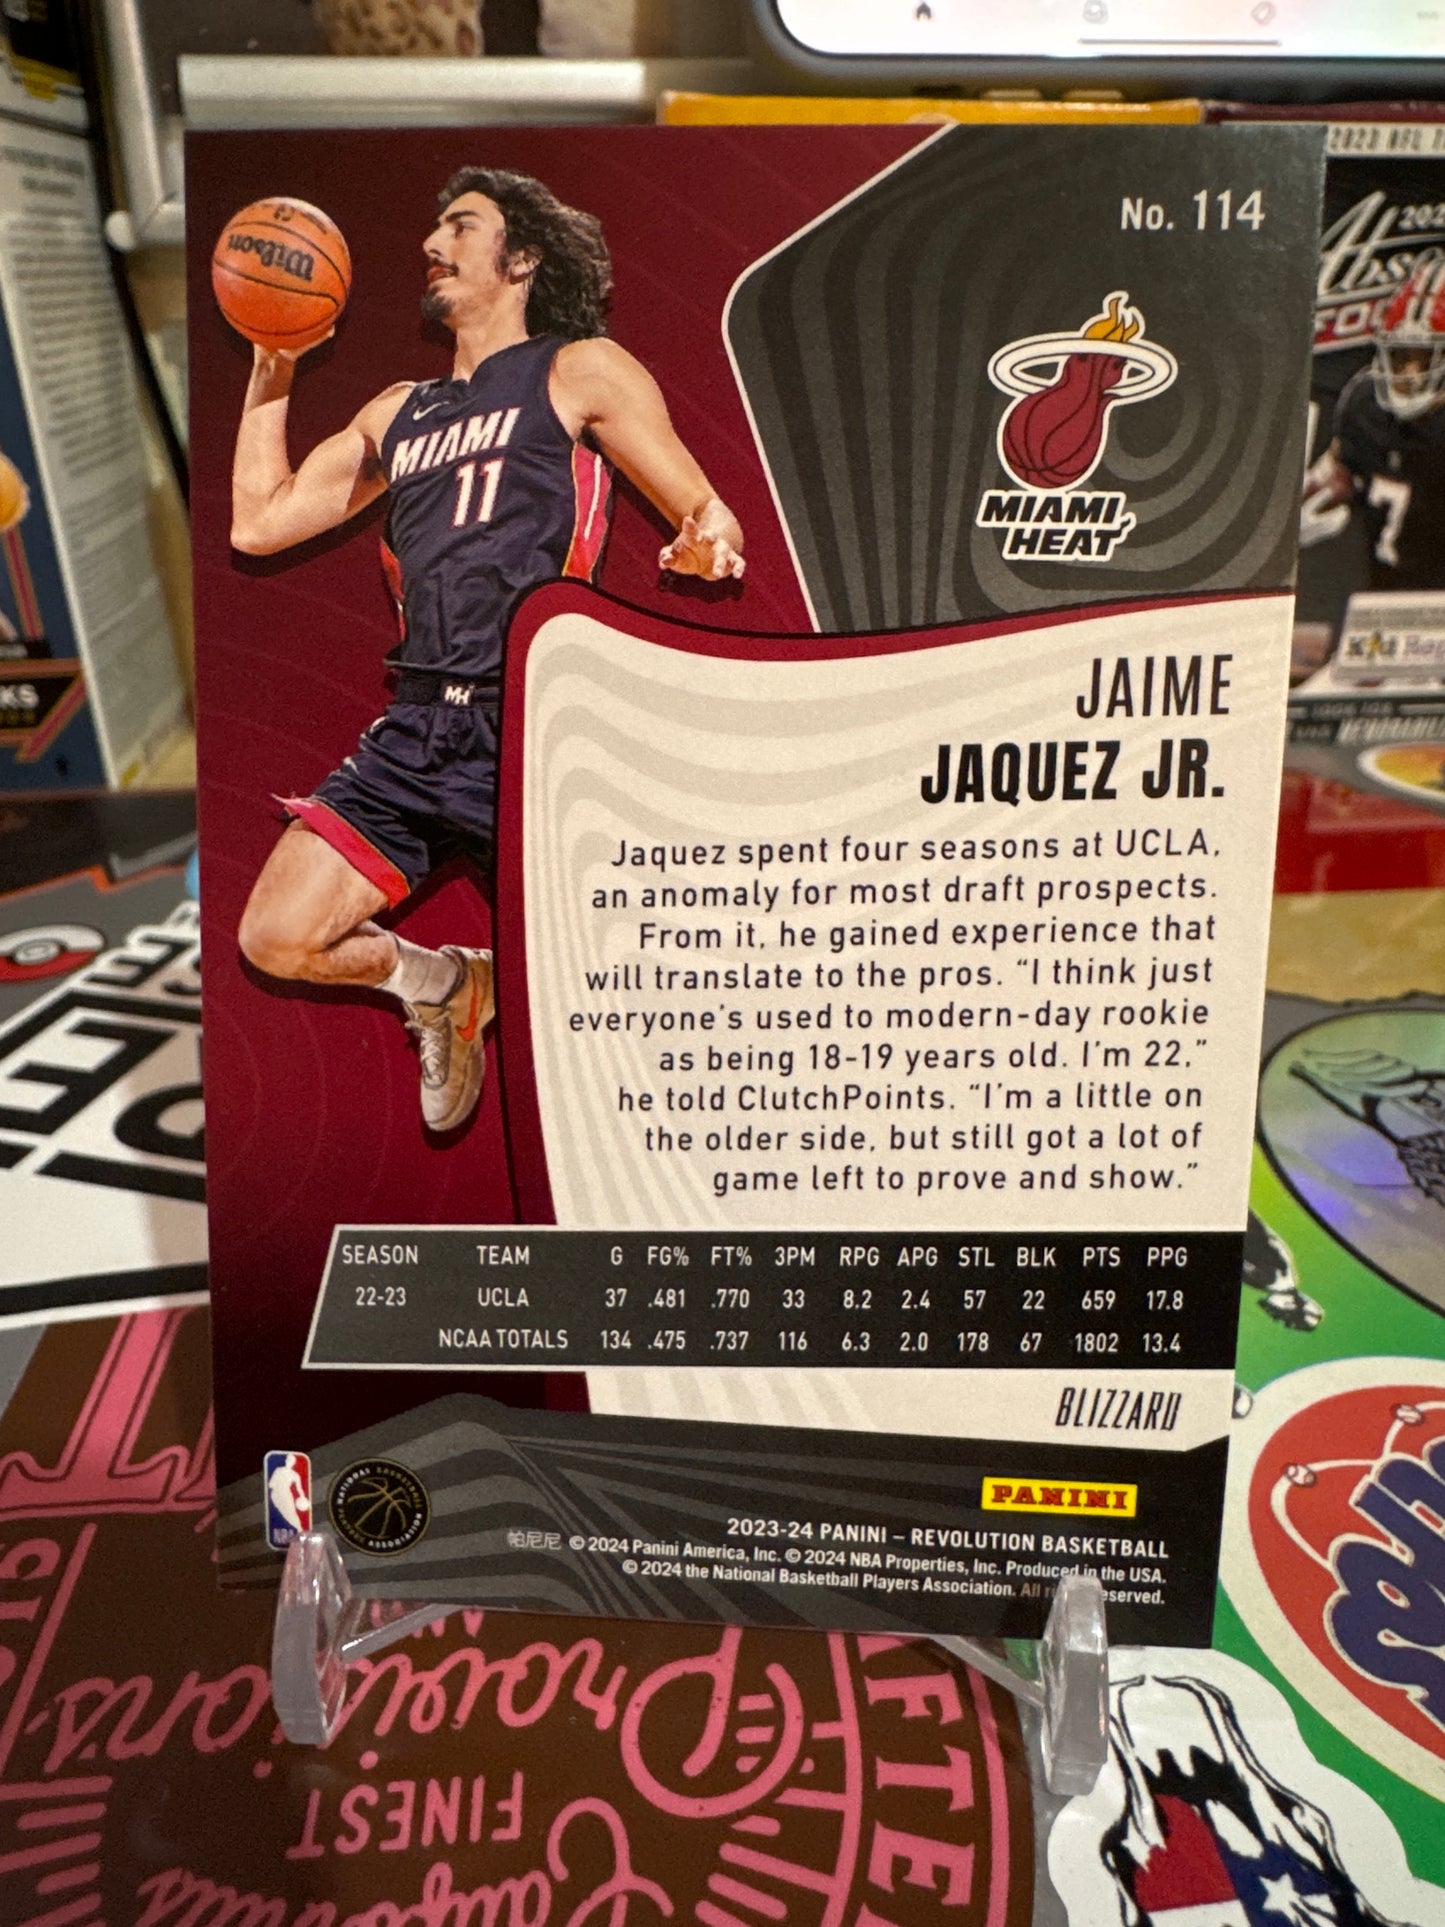 No. 114
Wilson
MIAMI
11
MIAMI
HEAT
JAIME
JAQUEZ JR.
Jaquez spent four seasons at UCLA,
an anomaly for most draft prospects.
From it, he gained experience that
will translate to the pros. “I think just
everyone's used to modern-day rookie
as being 18-19 years old. I'm 22,”
he told ClutchPoints. “I'm a little on
the older side, but still got a lot of
game left to prove and show.”
SEASON TEAM G FG% FT% 3PM RPG APG STL BLK PTS PPG
22-23 UCLA 37 .481 .770 33 8.2 2.4 57 22 659 17.8
NCAA TOTALS 134 .475 .737 116 6.3 2.0 178 67 1802 13.4
BLIZZARD
PANINI
2023-24 PANINI – REVOLUTION BASKETBALL
帕尼尼 © 2024 Panini America, Inc. © 2024 NBA Properties, Inc. Produced in the USA.
© 2024 the National Basketball Players Association. All reserved.
NBA
KS
7
FINEST